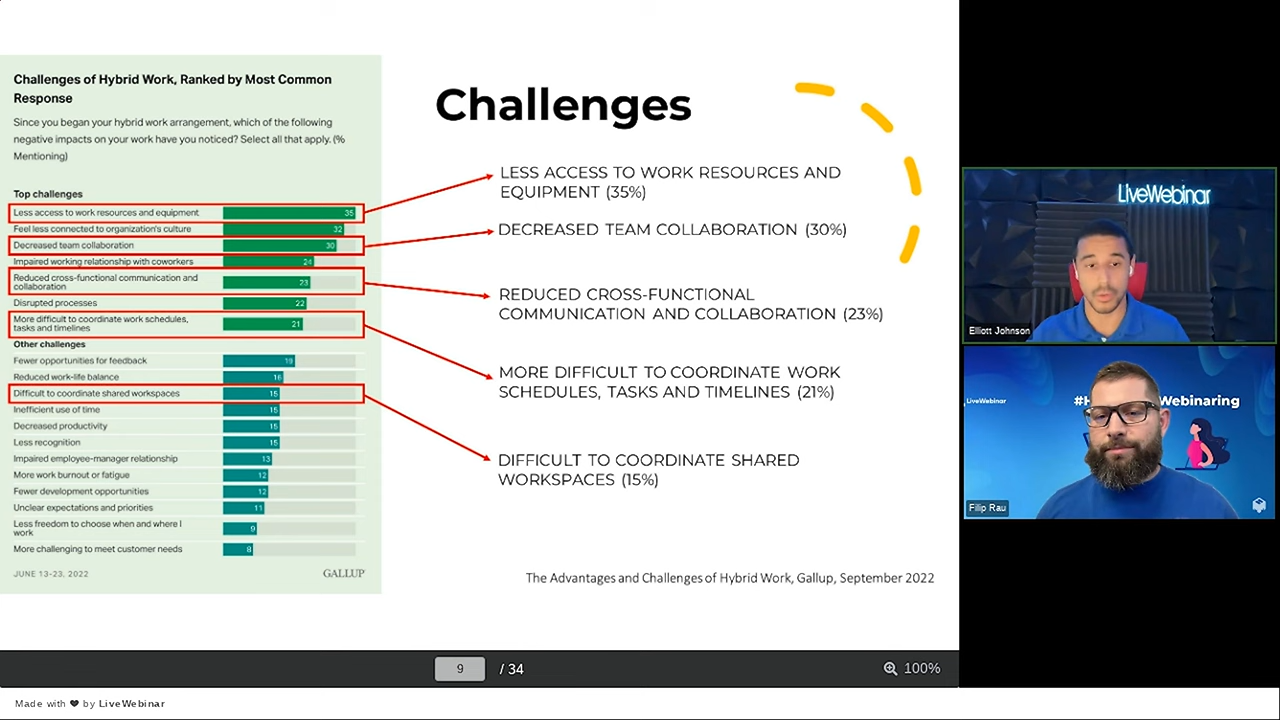 Challenges of Hybrid Work, Ranked by Most Common
Response
Since you began your hybrid work arrangement, which of the following
negative impacts on your work have you noticed? Select all that apply. (%
Mentioning)
Top challenges
Less access to work resources and equipment 35
Feel less connected to organization's culture 32
Decreased team collaboration 30
Impaired working relationship with coworkers 24
Reduced cross-functional communication and
collaboration 23
Disrupted processes 22
More difficult to coordinate work schedules,
tasks and timelines 21
Other challenges
Fewer opportunities for feedback 19
Reduced work-life balance 16
Difficult to coordinate shared workspaces 15
Inefficient use of time 15
Decreased productivity 15
Less recognition 15
Impaired employee-manager relationship 13
More work burnout or fatigue 12
Fewer development opportunities 12
Unclear expectations and priorities 11
Less freedom to choose when and where I
work 9
More challenging to meet customer needs 8
JUNE 13-23, 2022
GALLUP
Challenges
LESS ACCESS TO WORK RESOURCES AND
EQUIPMENT (35%)
DECREASED TEAM COLLABORATION (30%)
REDUCED CROSS-FUNCTIONAL
COMMUNICATION AND COLLABORATION (23%)
MORE DIFFICULT TO COORDINATE WORK
SCHEDULES, TASKS AND TIMELINES (21%)
DIFFICULT TO COORDINATE SHARED
WORKSPACES (15%)
The Advantages and Challenges of Hybrid Work, Gallup, September 2022
LiveWebinar
Elliott Johnson
LiveWebinar
Webinaring
Filip Rau
9 / 34
100%
Made with ❤ by LiveWebinar